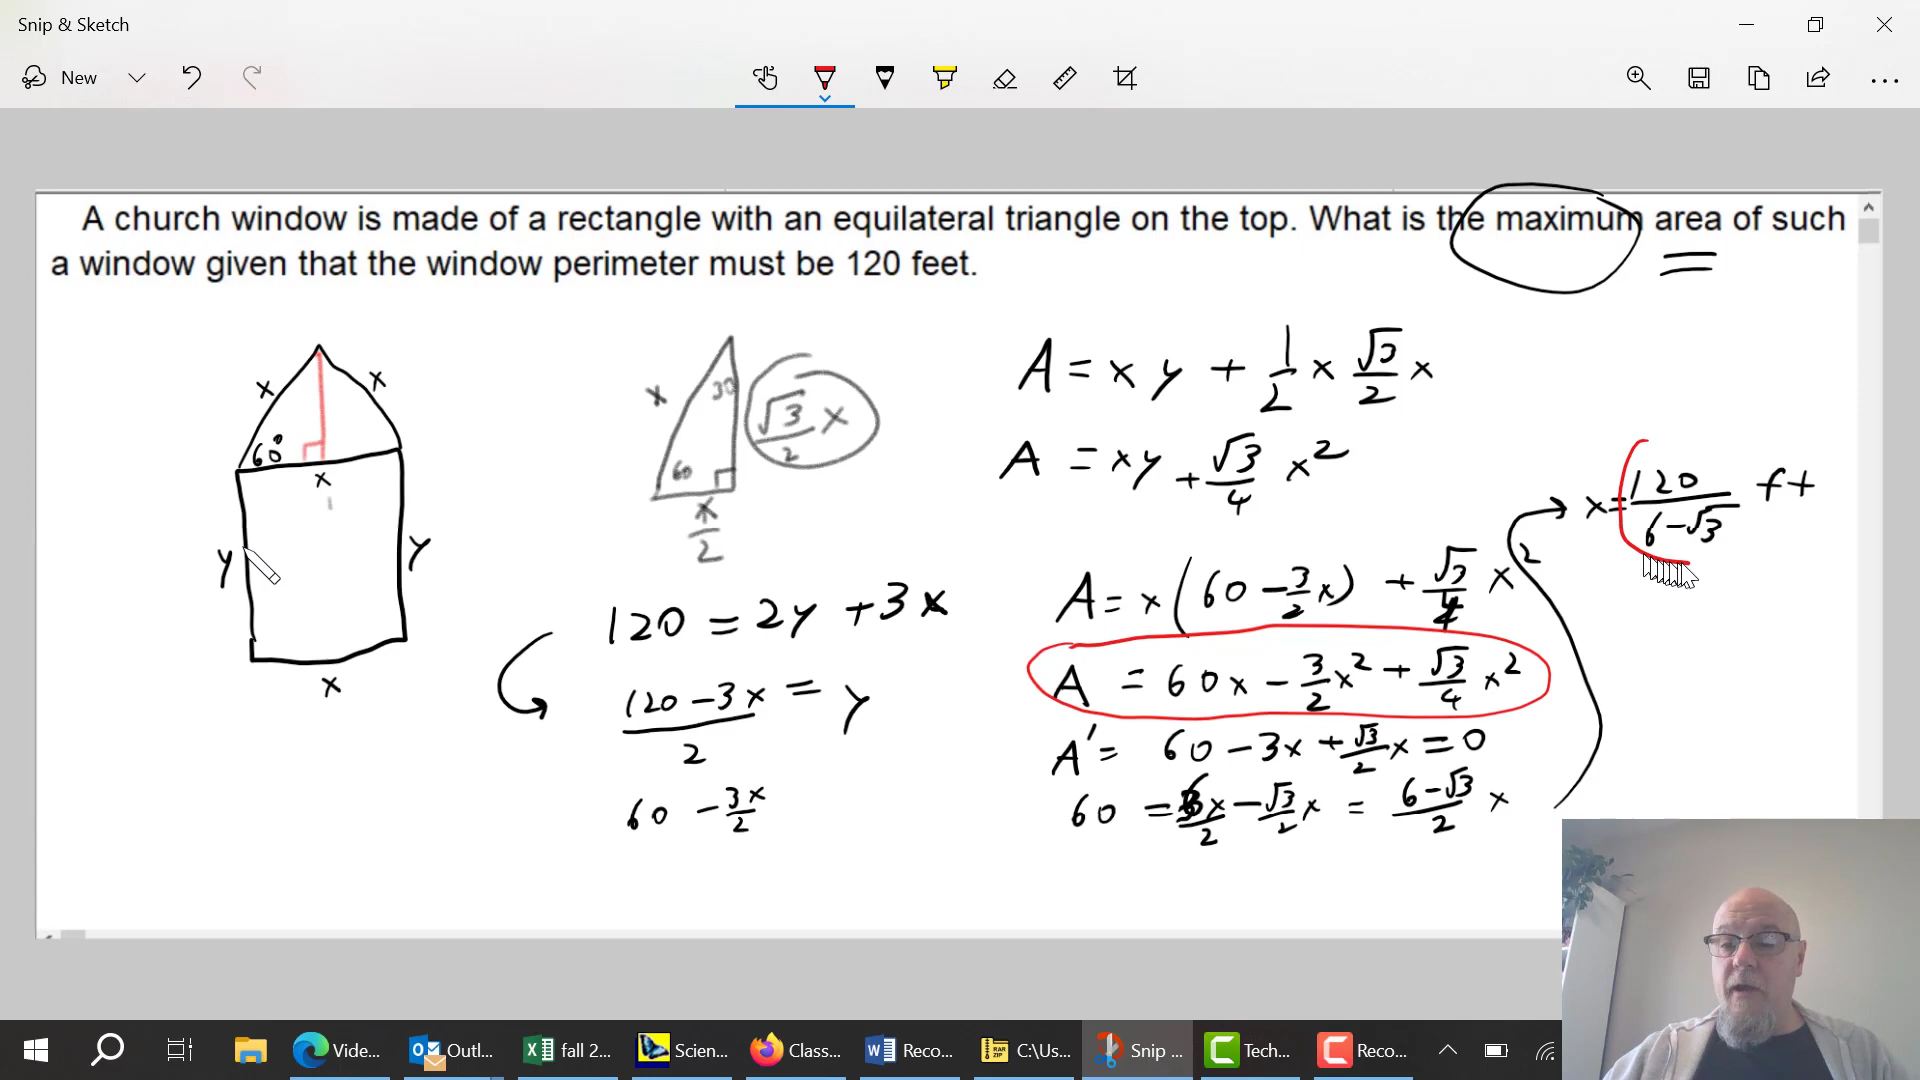 Snip & Sketch
New
A church window is made of a rectangle with an equilateral triangle on the top. What is the maximum area of such
a window given that the window perimeter must be 120 feet.
x x
60°
x
y y
x
x 30 √3/2 x
60
x/2
120 = 2y + 3x
(120 - 3x)/2 = y
60 - 3x/2
A = x y + 1/2 x √3/2 x
A = xy + √3/4 x²
A = x(60 - 3/2 x) + √3/4 x²
A = 60x - 3/2 x² + √3/4 x²
A' = 60 - 3x + √3/2 x = 0
60 = 6x/2 - √3/2 x = (6-√3)/2 x
x = 120/(6-√3) ft
Vide...
Outl...
fall 2...
Scien...
Class...
Reco...
C:\Us...
Snip ...
Tech...
Reco...